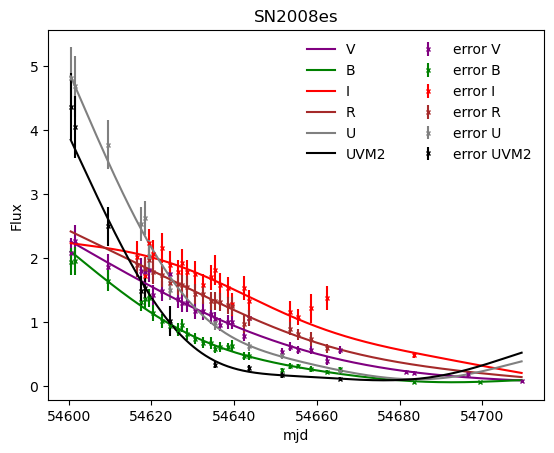 SN2008es
Flux
5
4
3
2
1
0
V
B
I
R
U
UVM2
error V
error B
error I
error R
error U
error UVM2
54600
54620
54640
54660
54680
54700
mjd